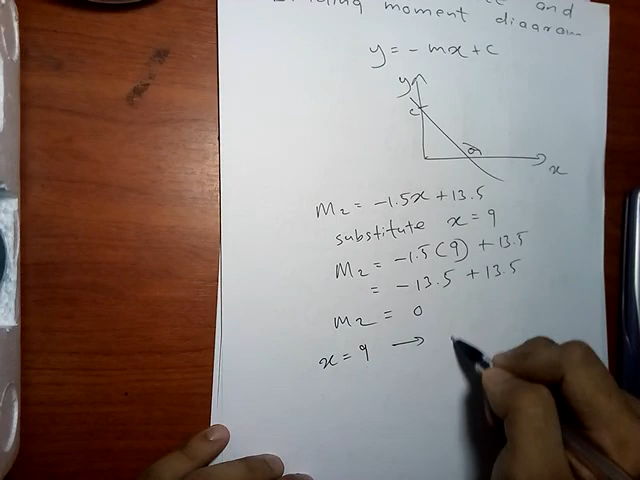 and
bending moment diagram
y = - mx + c
y
c
x
M2 = -1.5x + 13.5
substitute x = 9
M2 = -1.5(9) + 13.5
= -13.5 + 13.5
M2 = 0
x = 9 →